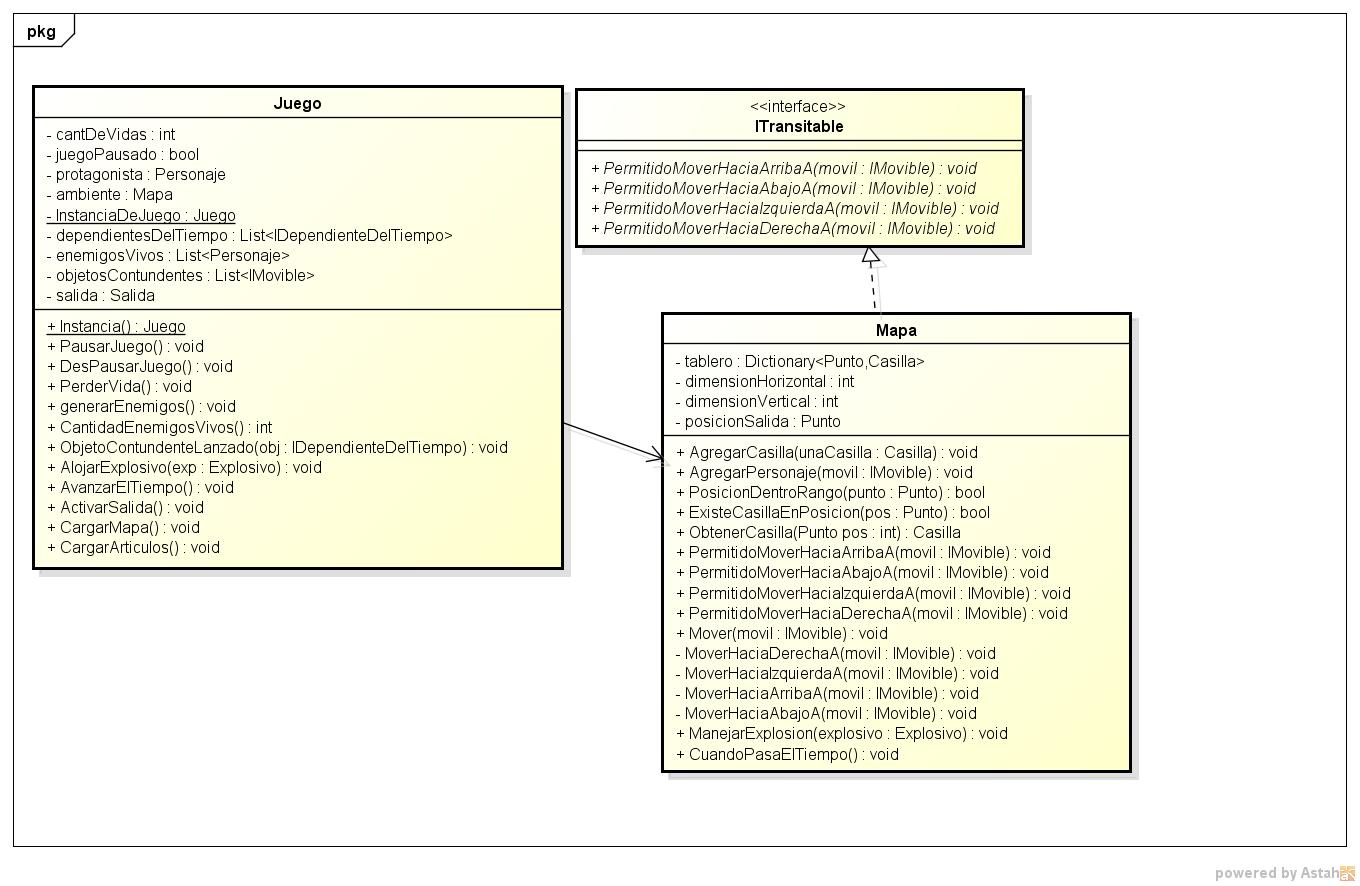 pkg
Juego
- cantDeVidas : int
- juegoPausado : bool
- protagonista : Personaje
- ambiente : Mapa
- InstanciaDeJuego : Juego
- dependientesDelTiempo : List<IDependienteDelTiempo>
- enemigosVivos : List<Personaje>
- objetosContundentes : List<IMovible>
- salida : Salida
+ Instancia() : Juego
+ PausarJuego() : void
+ DesPausarJuego() : void
+ PerderVida() : void
+ generarEnemigos() : void
+ CantidadEnemigosVivos() : int
+ ObjetoContundenteLanzado(obj : IDependienteDelTiempo) : void
+ AlojarExplosivo(exp : Explosivo) : void
+ AvanzarElTiempo() : void
+ ActivarSalida() : void
+ CargarMapa() : void
+ CargarArticulos() : void
<<interface>>
ITransitable
+ PermitidoMoverHaciaArribaA(movil : IMovible) : void
+ PermitidoMoverHaciaAbajoA(movil : IMovible) : void
+ PermitidoMoverHaciaIzquierdaA(movil : IMovible) : void
+ PermitidoMoverHaciaDerechaA(movil : IMovible) : void
Mapa
- tablero : Dictionary<Punto,Casilla>
- dimensionHorizontal : int
- dimensionVertical : int
- posicionSalida : Punto
+ AgregarCasilla(unaCasilla : Casilla) : void
+ AgregarPersonaje(movil : IMovible) : void
+ PosicionDentroRango(punto : Punto) : bool
+ ExisteCasillaEnPosicion(pos : Punto) : bool
+ ObtenerCasilla(Punto pos : int) : Casilla
+ PermitidoMoverHaciaArribaA(movil : IMovible) : void
+ PermitidoMoverHaciaAbajoA(movil : IMovible) : void
+ PermitidoMoverHaciaIzquierdaA(movil : IMovible) : void
+ PermitidoMoverHaciaDerechaA(movil : IMovible) : void
+ Mover(movil : IMovible) : void
- MoverHaciaDerechaA(movil : IMovible) : void
- MoverHaciaIzquierdaA(movil : IMovible) : void
- MoverHaciaArribaA(movil : IMovible) : void
- MoverHaciaAbajoA(movil : IMovible) : void
+ ManejarExplosion(explosivo : Explosivo) : void
+ CuandoPasaElTiempo() : void
powered by Astah